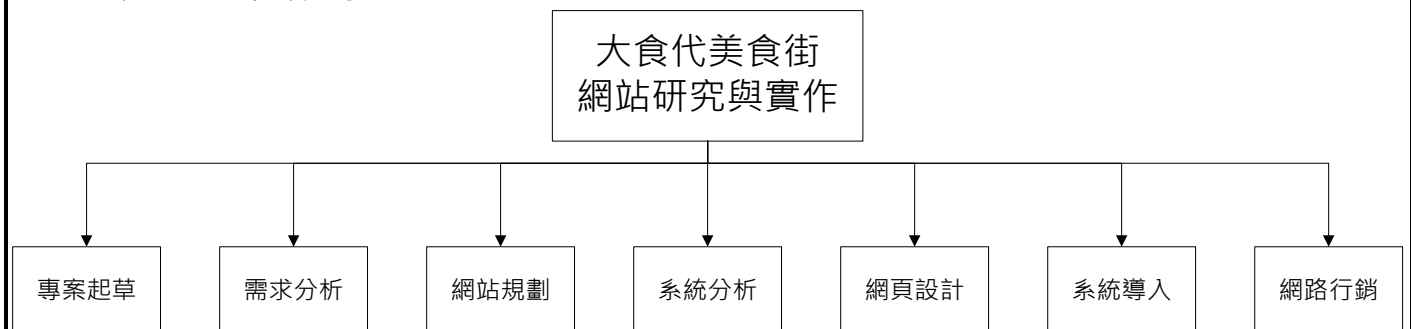 大食代美食街
網站研究與實作
專案起草
需求分析
網站規劃
系統分析
網頁設計
系統導入
網路行銷